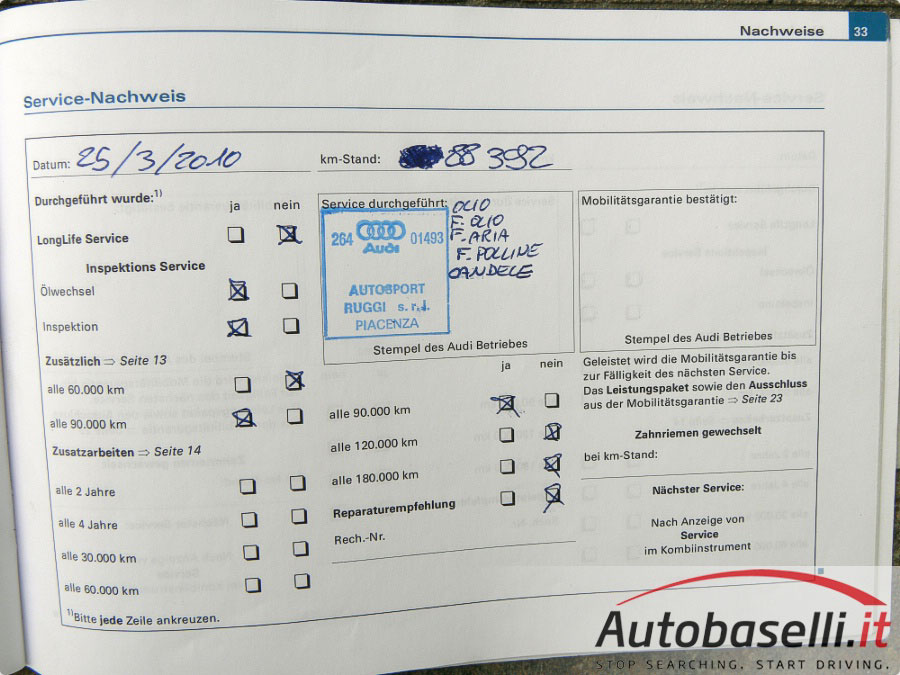 Nachweise 33
Service-Nachweis
Datum: 25/3/2010 km-Stand: 88 392
Durchgeführt wurde:1)
ja nein
LongLife Service
Inspektions Service
Ölwechsel
Inspektion
Zusätzlich ⇒ Seite 13
alle 60.000 km
alle 90.000 km
Zusatzarbeiten ⇒ Seite 14
alle 2 Jahre
alle 4 Jahre
alle 30.000 km
alle 60.000 km
1)Bitte jede Zeile ankreuzen.
Service durchgeführt:
OLIO
F. OLIO
F. ARIA
F. POLLINE
CANDELE
264 Audi 01493
AUTOSPORT
RUGGI s.r.l.
PIACENZA
Stempel des Audi Betriebes
ja nein
alle 90.000 km
alle 120.000 km
alle 180.000 km
Reparaturempfehlung
Rech.-Nr.
Mobilitätsgarantie bestätigt:
Stempel des Audi Betriebes
Geleistet wird die Mobilitätsgarantie bis
zur Fälligkeit des nächsten Service.
Das Leistungspaket sowie den Ausschluss
aus der Mobilitätsgarantie ⇒ Seite 23
Zahnriemen gewechselt
bei km-Stand:
Nächster Service:
Nach Anzeige von
Service
im Kombiinstrument
Autobaselli.it
STOP SEARCHING. START DRIVING.